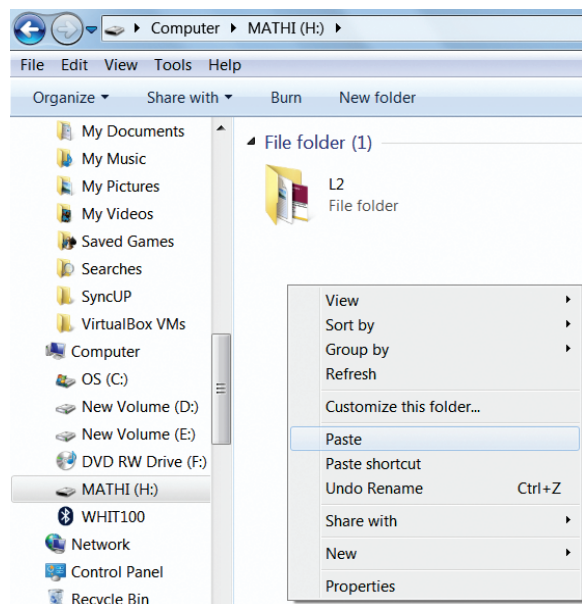 Computer MATHI (H:)
File Edit View Tools Help
Organize Share with Burn New folder
My Documents
My Music
My Pictures
My Videos
Saved Games
Searches
SyncUP
VirtualBox VMs
Computer
OS (C:)
New Volume (D:)
New Volume (E:)
DVD RW Drive (F:)
MATHI (H:)
WHIT100
Network
Control Panel
Recycle Bin
File folder (1)
L2
File folder
View
Sort by
Group by
Refresh
Customize this folder...
Paste
Paste shortcut
Undo Rename Ctrl+Z
Share with
New
Properties